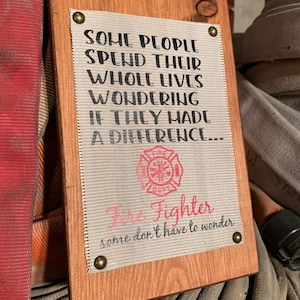 SOME PEOPLE
SPEND THEIR
WHOLE LIVES
WONDERING
IF THEY MADE
A DIFFERENCE...
Fire Fighter
some don't have to wonder